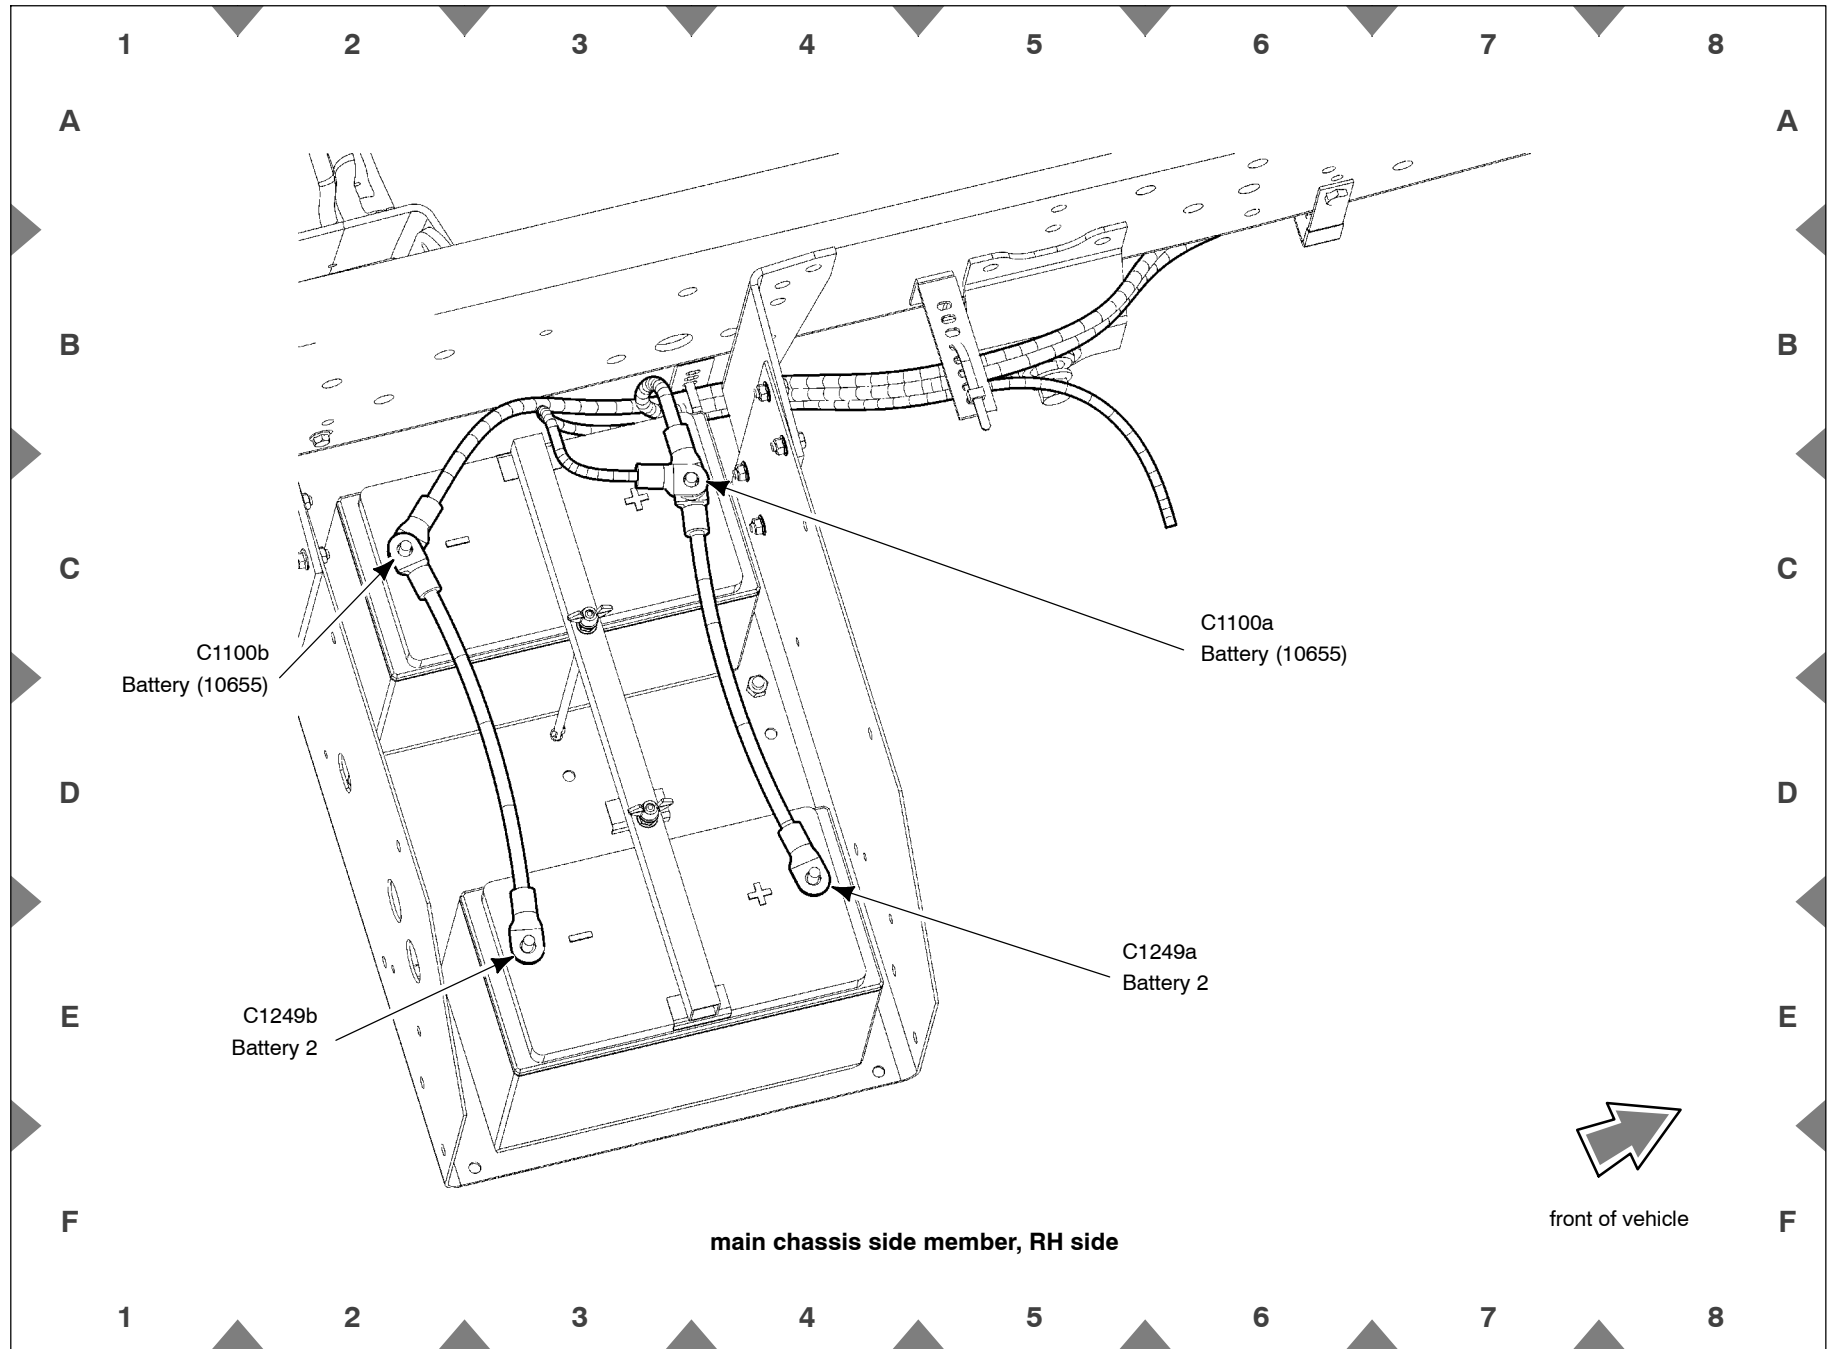 1 2 3 4 5 6 7 8
A A
B B
C C
C1100a
Battery (10655)
C1100b
Battery (10655)
D D
C1249a
Battery 2
C1249b
Battery 2
E E
front of vehicle
F F
main chassis side member, RH side
1 2 3 4 5 6 7 8